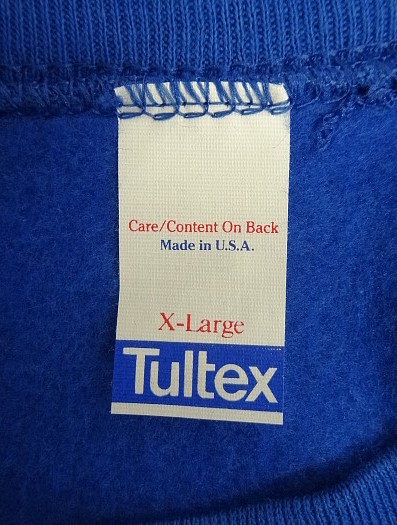 Care/Content On Back
Made in U.S.A.
X-Large
Tultex